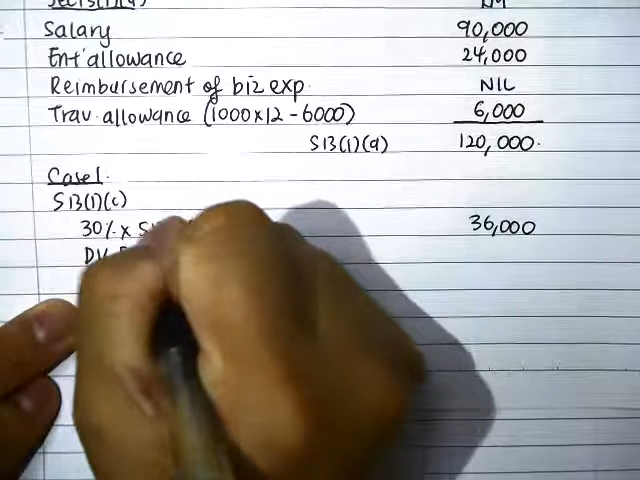 Salary 90,000
Ent' allowance 24,000
Reimbursement of biz exp. NIL
Trav. allowance (1000x12 - 6000) 6,000
S13(1)(a) 120,000.
Case 1.
S13(1)(c)
30% x 36,000
DV